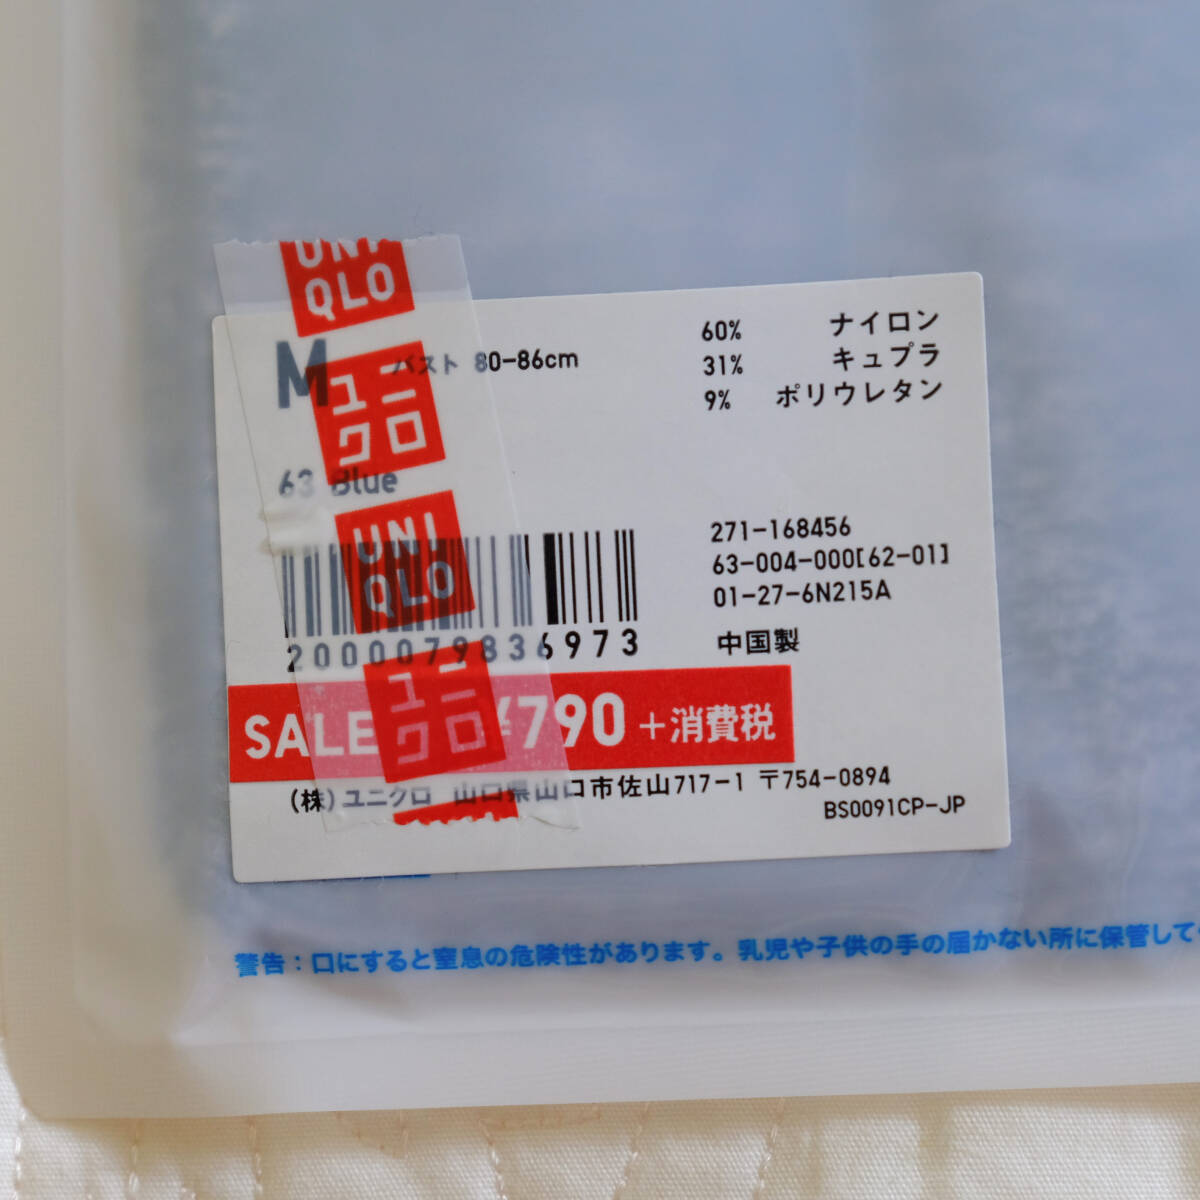 UNI
QLO
M バスト 80-86cm
60% ナイロン
31% キュプラ
9% ポリウレタン
ユニ
クロ
63 Blue
UNI
QLO
271-168456
63-004-000[62-01]
01-27-6N215A
2000079836973
中国製
ユニ
クロ
SALE ¥790 +消費税
(株)ユニクロ 山口県山口市佐山717-1 〒754-0894
BS0091CP-JP
警告:口にすると窒息の危険性があります。乳児や子供の手の届かない所に保管して